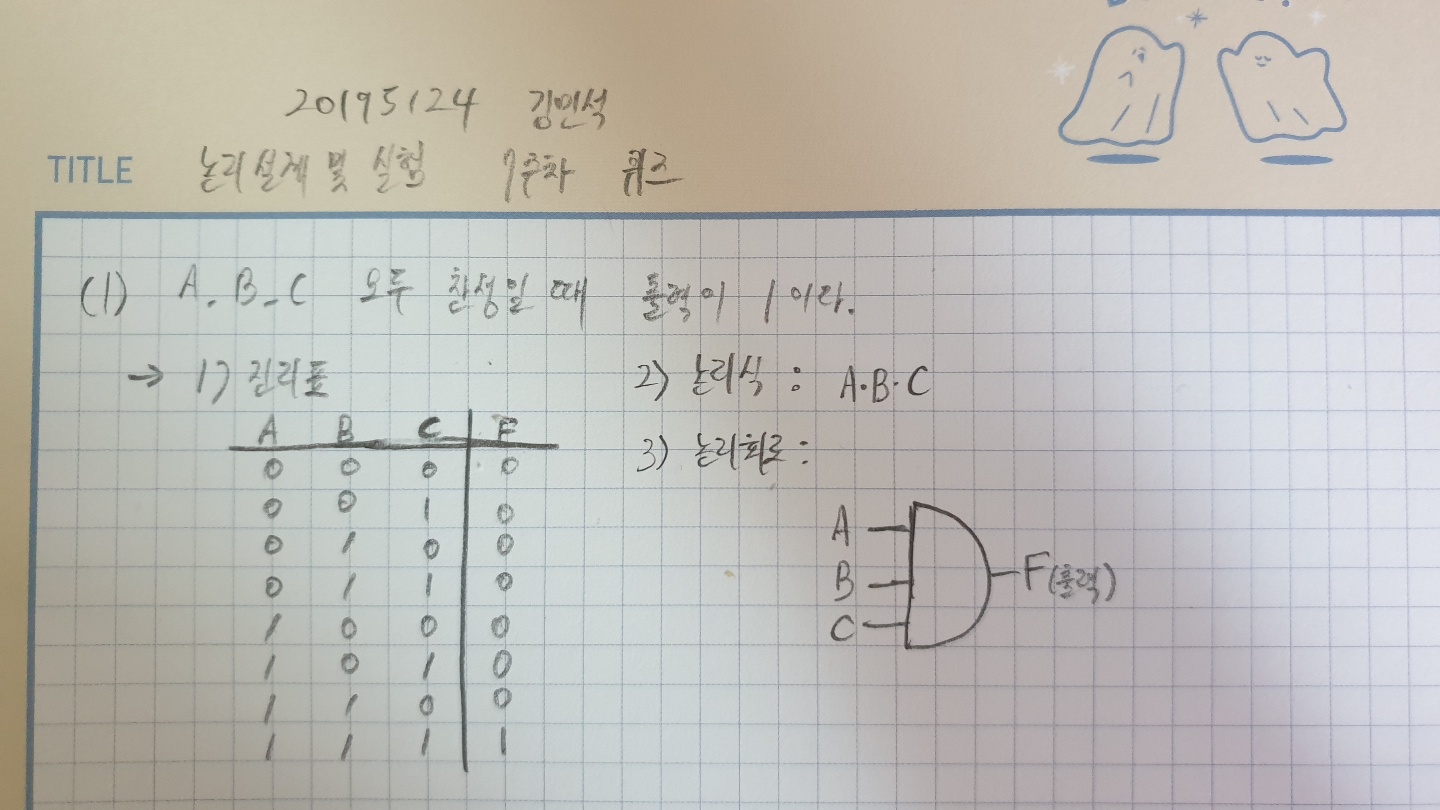 20195124 김민석
TITLE 논리설계 및 실험 7주차 퀴즈
(1) A. B. C 모두 찬성일 때 출력이 1이다.
→ 1) 진리표
A B C F
0 0 0 0
0 0 1 0
0 1 0 0
0 1 1 0
1 0 0 0
1 0 1 0
1 1 0 0
1 1 1 1
2) 논리식 : A·B·C
3) 논리회로:
A
B
C
F(출력)